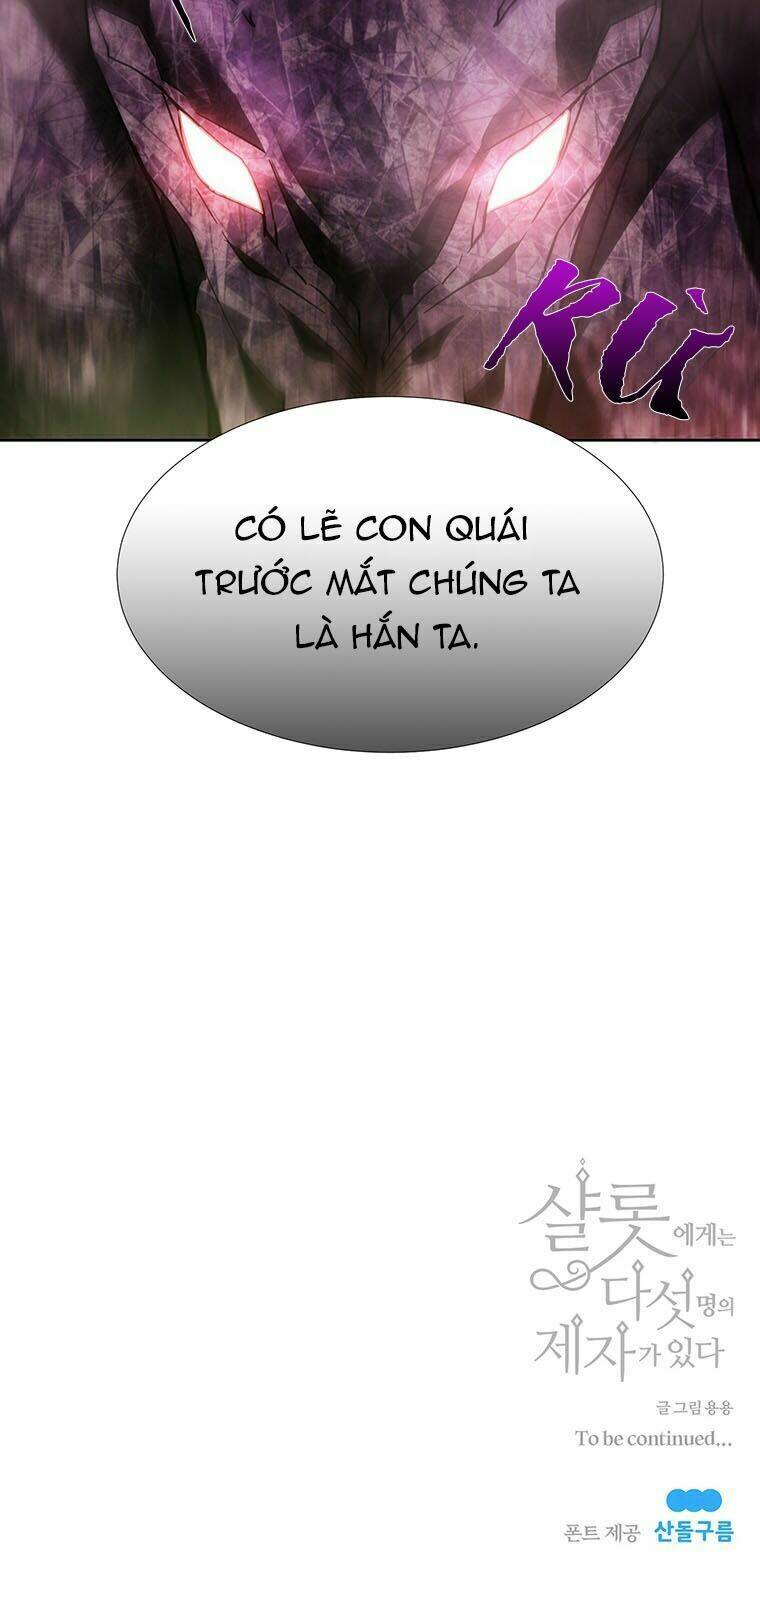 RỪ
CÓ LẼ CON QUÁI
TRƯỚC MẮT CHÚNG TA
LÀ HẮN TA.
샬롯에게는
다섯명의
제자가 있다
글그림 용용
To be continued...
폰트 제공 산돌구름